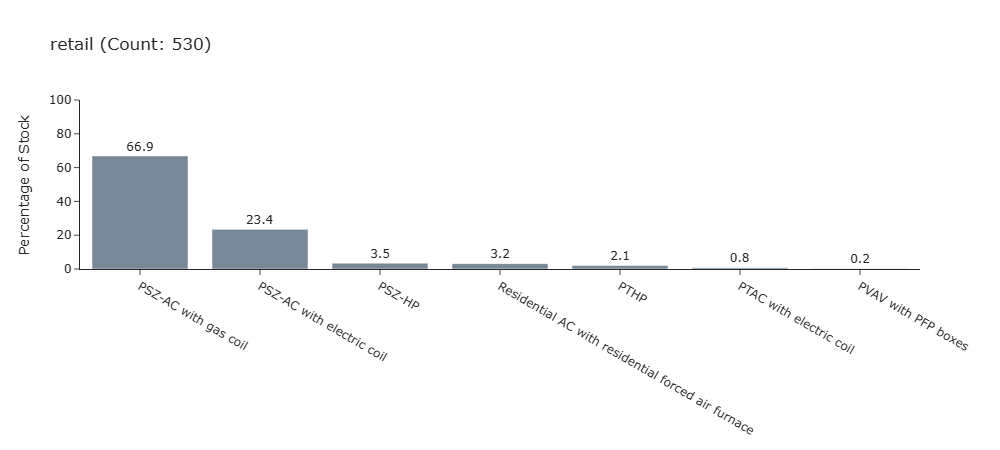 retail (Count: 530)
Percentage of Stock
100
80
60
40
20
0
66.9
23.4
3.5
3.2
2.1
0.8
0.2
PSZ-AC with gas coil
PSZ-AC with electric coil
PSZ-HP
Residential AC with residential forced air furnace
PTHP
PTAC with electric coil
PVAV with PFP boxes